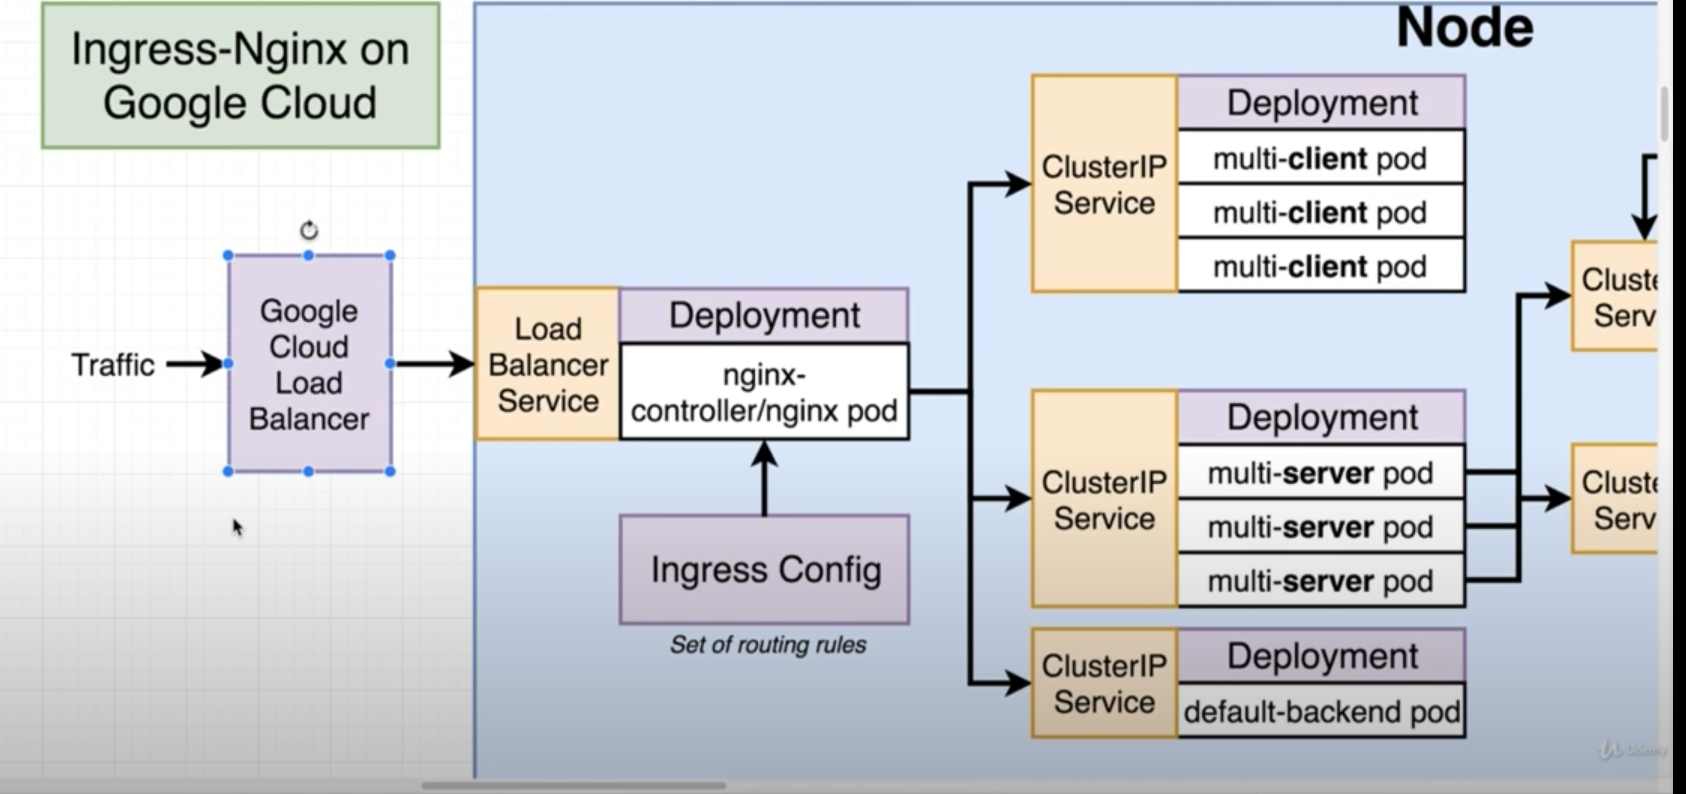 Ingress-Nginx on
Google Cloud
Node
Traffic
Google
Cloud
Load
Balancer
Load
Balancer
Service
Deployment
nginx-
controller/nginx pod
Ingress Config
Set of routing rules
ClusterIP
Service
Deployment
multi-client pod
multi-client pod
multi-client pod
ClusterIP
Service
Deployment
multi-server pod
multi-server pod
multi-server pod
ClusterIP
Service
Deployment
default-backend pod
Cluste
Serv
Cluste
Serv
Udemy